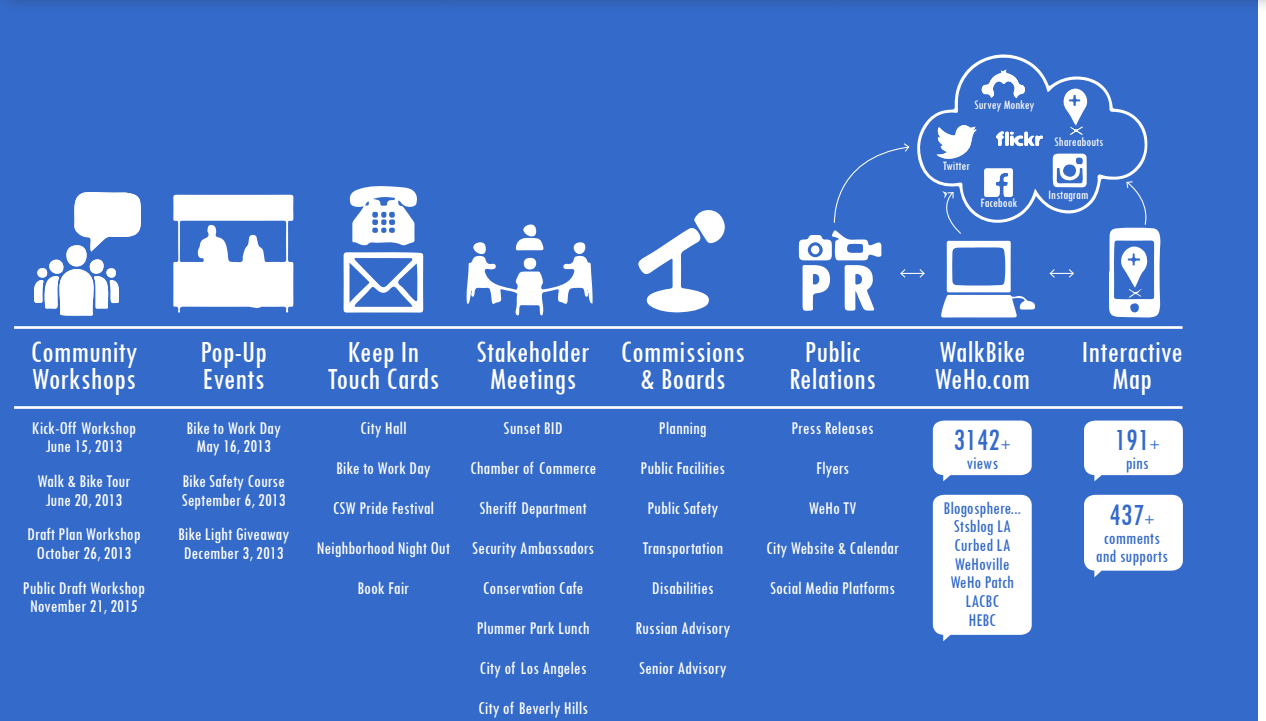 Survey Monkey
Twitter
flickr
Shareabouts
Facebook
Instagram
PR
Community
Workshops
Kick-Off Workshop
June 15, 2013
Walk & Bike Tour
June 20, 2013
Draft Plan Workshop
October 26, 2013
Public Draft Workshop
November 21, 2015
Pop-Up
Events
Bike to Work Day
May 16, 2013
Bike Safety Course
September 6, 2013
Bike Light Giveaway
December 3, 2013
Keep In
Touch Cards
City Hall
Bike to Work Day
CSW Pride Festival
Neighborhood Night Out
Book Fair
Stakeholder
Meetings
Sunset BID
Chamber of Commerce
Sheriff Department
Security Ambassadors
Conservation Cafe
Plummer Park Lunch
City of Los Angeles
City of Beverly Hills
Commissions
& Boards
Planning
Public Facilities
Public Safety
Transportation
Disabilities
Russian Advisory
Senior Advisory
Public
Relations
Press Releases
Flyers
WeHo TV
City Website & Calendar
Social Media Platforms
WalkBike
WeHo.com
3142+
views
Blogosphere...
Stsblog LA
Curbed LA
WeHoville
WeHo Patch
LACBC
HEBC
Interactive
Map
191+
pins
437+
comments
and supports